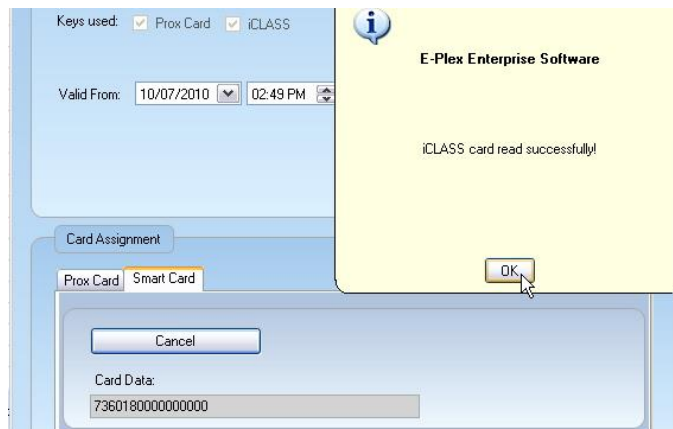 Keys used: Prox Card iCLASS
E-Plex Enterprise Software
Valid From: 10/07/2010 02:49 PM
iCLASS card read successfully!
Card Assignment
OK
Prox Card Smart Card
Cancel
Card Data:
7360180000000000